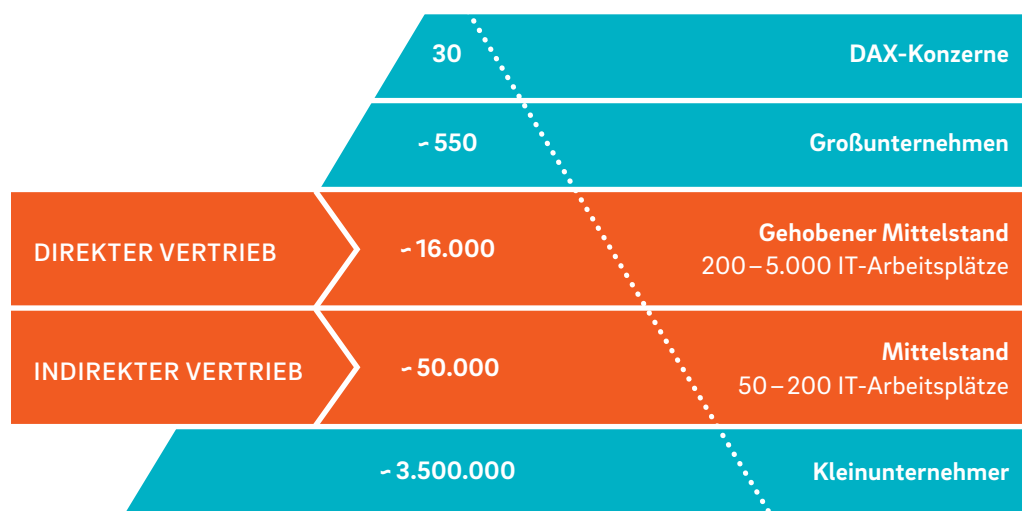 30
DAX-Konzerne
~ 550
Großunternehmen
DIREKTER VERTRIEB
~ 16.000
Gehobener Mittelstand
200 – 5.000 IT-Arbeitsplätze
INDIREKTER VERTRIEB
~ 50.000
Mittelstand
50 – 200 IT-Arbeitsplätze
~ 3.500.000
Kleinunternehmer